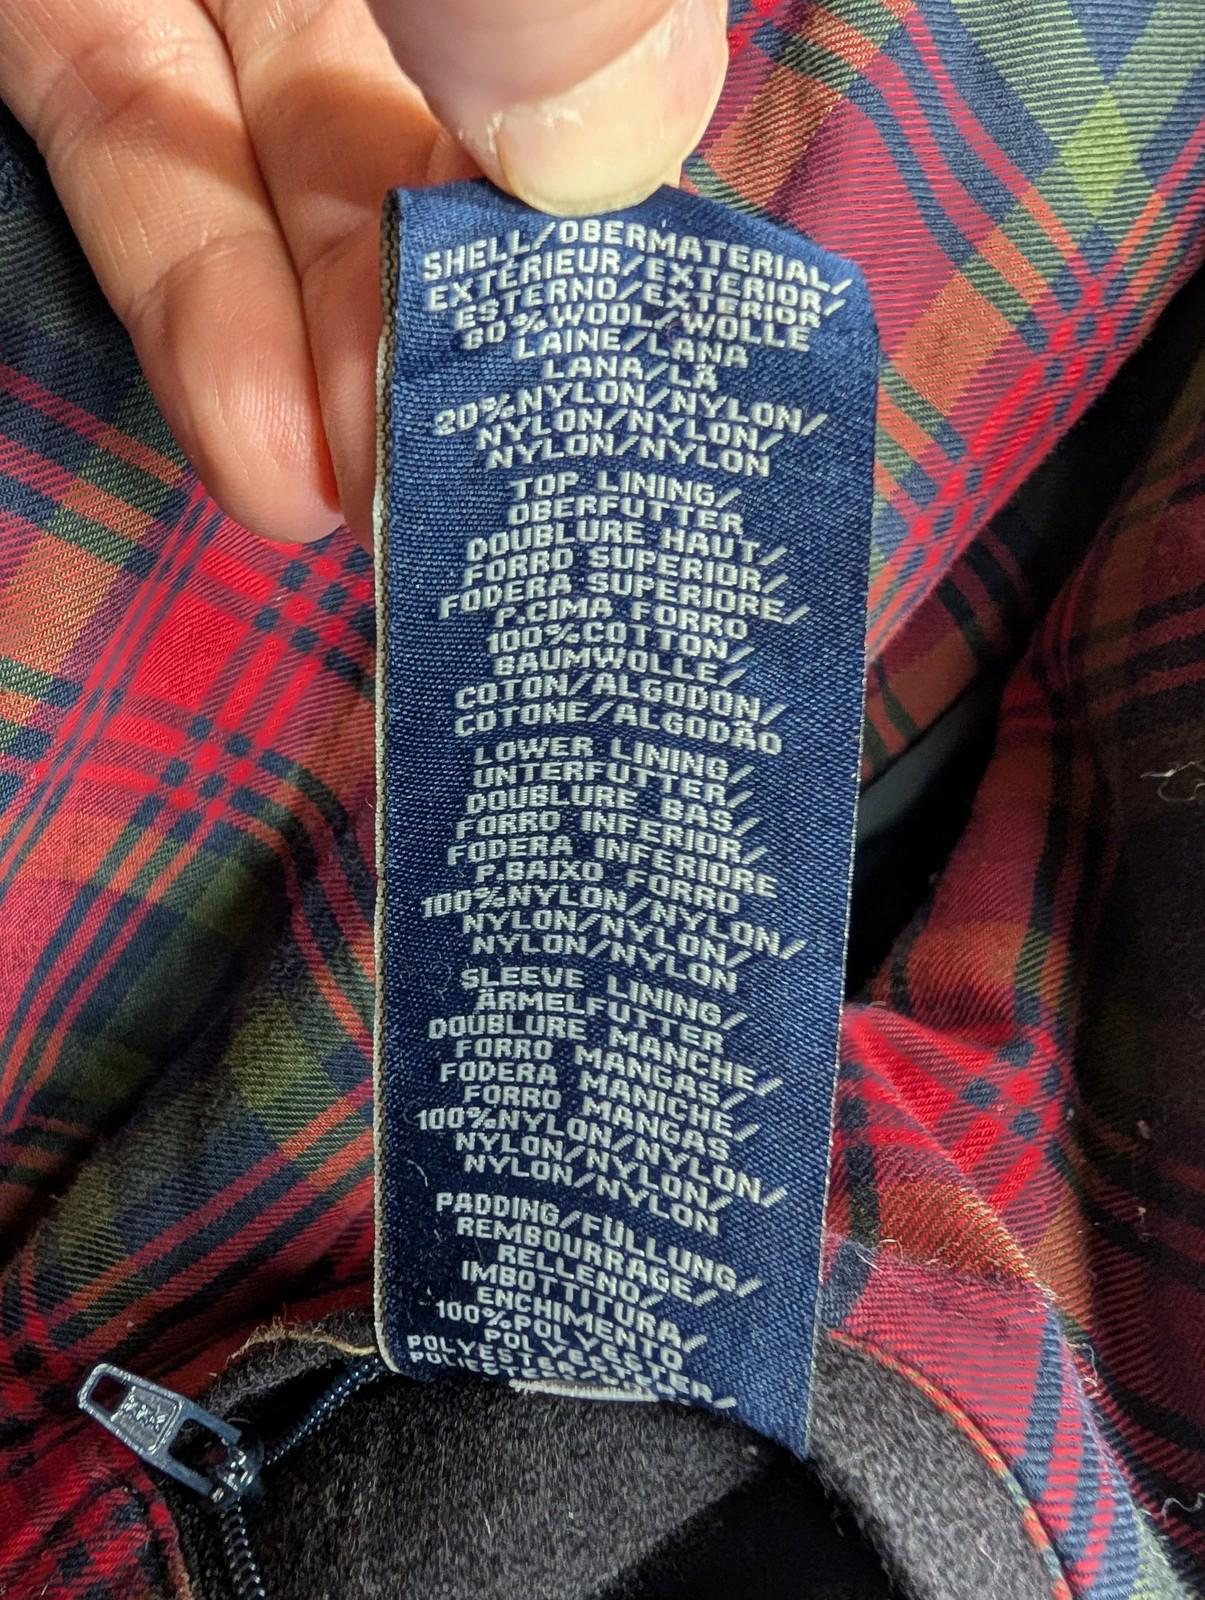 SHELL/OBERMATERIAL/
EXTÉRIEUR/EXTERIOR/
ESTERNO/EXTERIOR
80%WOOL/WOLLE
LAINE/LANA
LANA/LÃ
20%NYLON/NYLON/
NYLON/NYLON/
NYLON/NYLON
TOP LINING/
OBERFUTTER
DOUBLURE HAUT/
FORRO SUPERIOR/
FODERA SUPERIORE/
P.CIMA FORRO
100%COTTON/
BAUMWOLLE/
COTON/ALGODON/
COTONE/ALGODÃO
LOWER LINING/
UNTERFUTTER/
DOUBLURE BAS/
FORRO INFERIOR/
FODERA INFERIORE
P.BAIXO FORRO
100%NYLON/NYLON/
NYLON/NYLON/
NYLON/NYLON
SLEEVE LINING/
ÄRMELFUTTER
DOUBLURE MANCHE/
FORRO MANGAS/
FODERA MANICHE/
FORRO MANGAS
100%NYLON/NYLON/
NYLON/NYLON/
NYLON/NYLON
PADDING/FÜLLUNG/
REMBOURRAGE/
RELLENO/
IMBOTTITURA/
ENCHIMENTO
100%POLYESTER